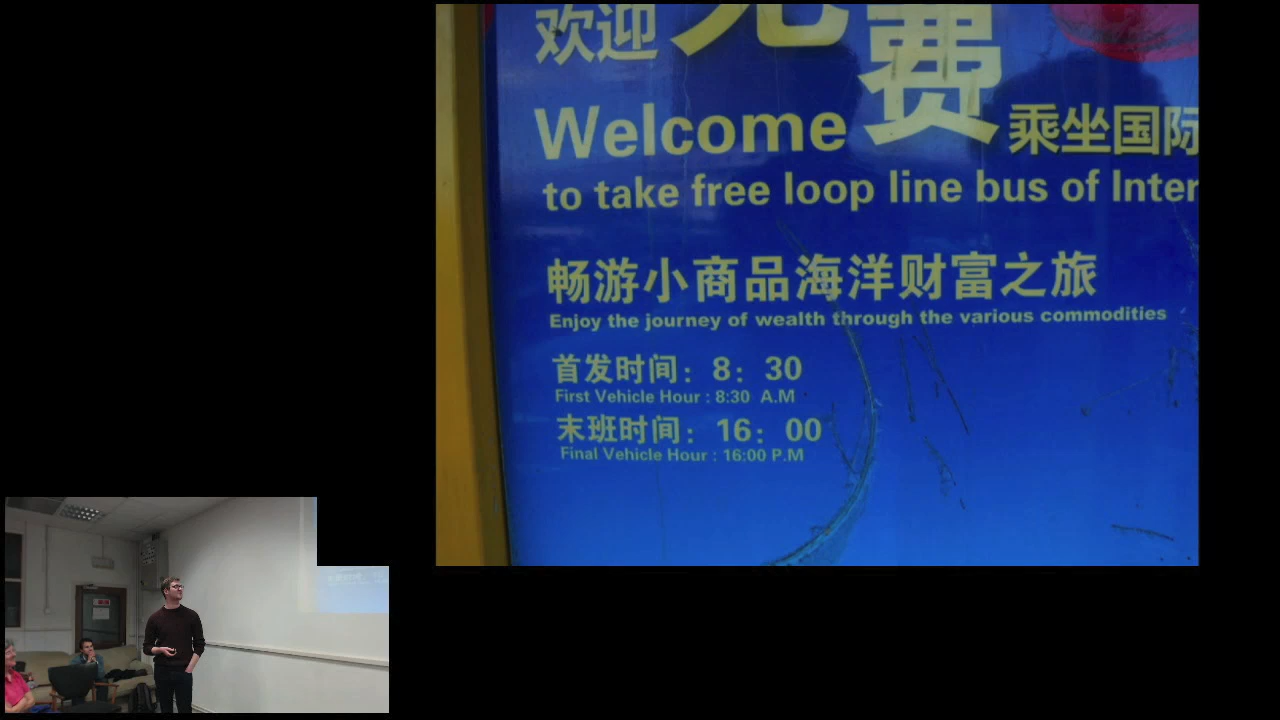 欢迎免费乘坐国际
Welcome
to take free loop line bus of Inter
畅游小商品海洋财富之旅
Enjoy the journey of wealth through the various commodities
首发时间：8：30
First Vehicle Hour : 8:30 A.M
末班时间：16：00
Final Vehicle Hour : 16:00 P.M